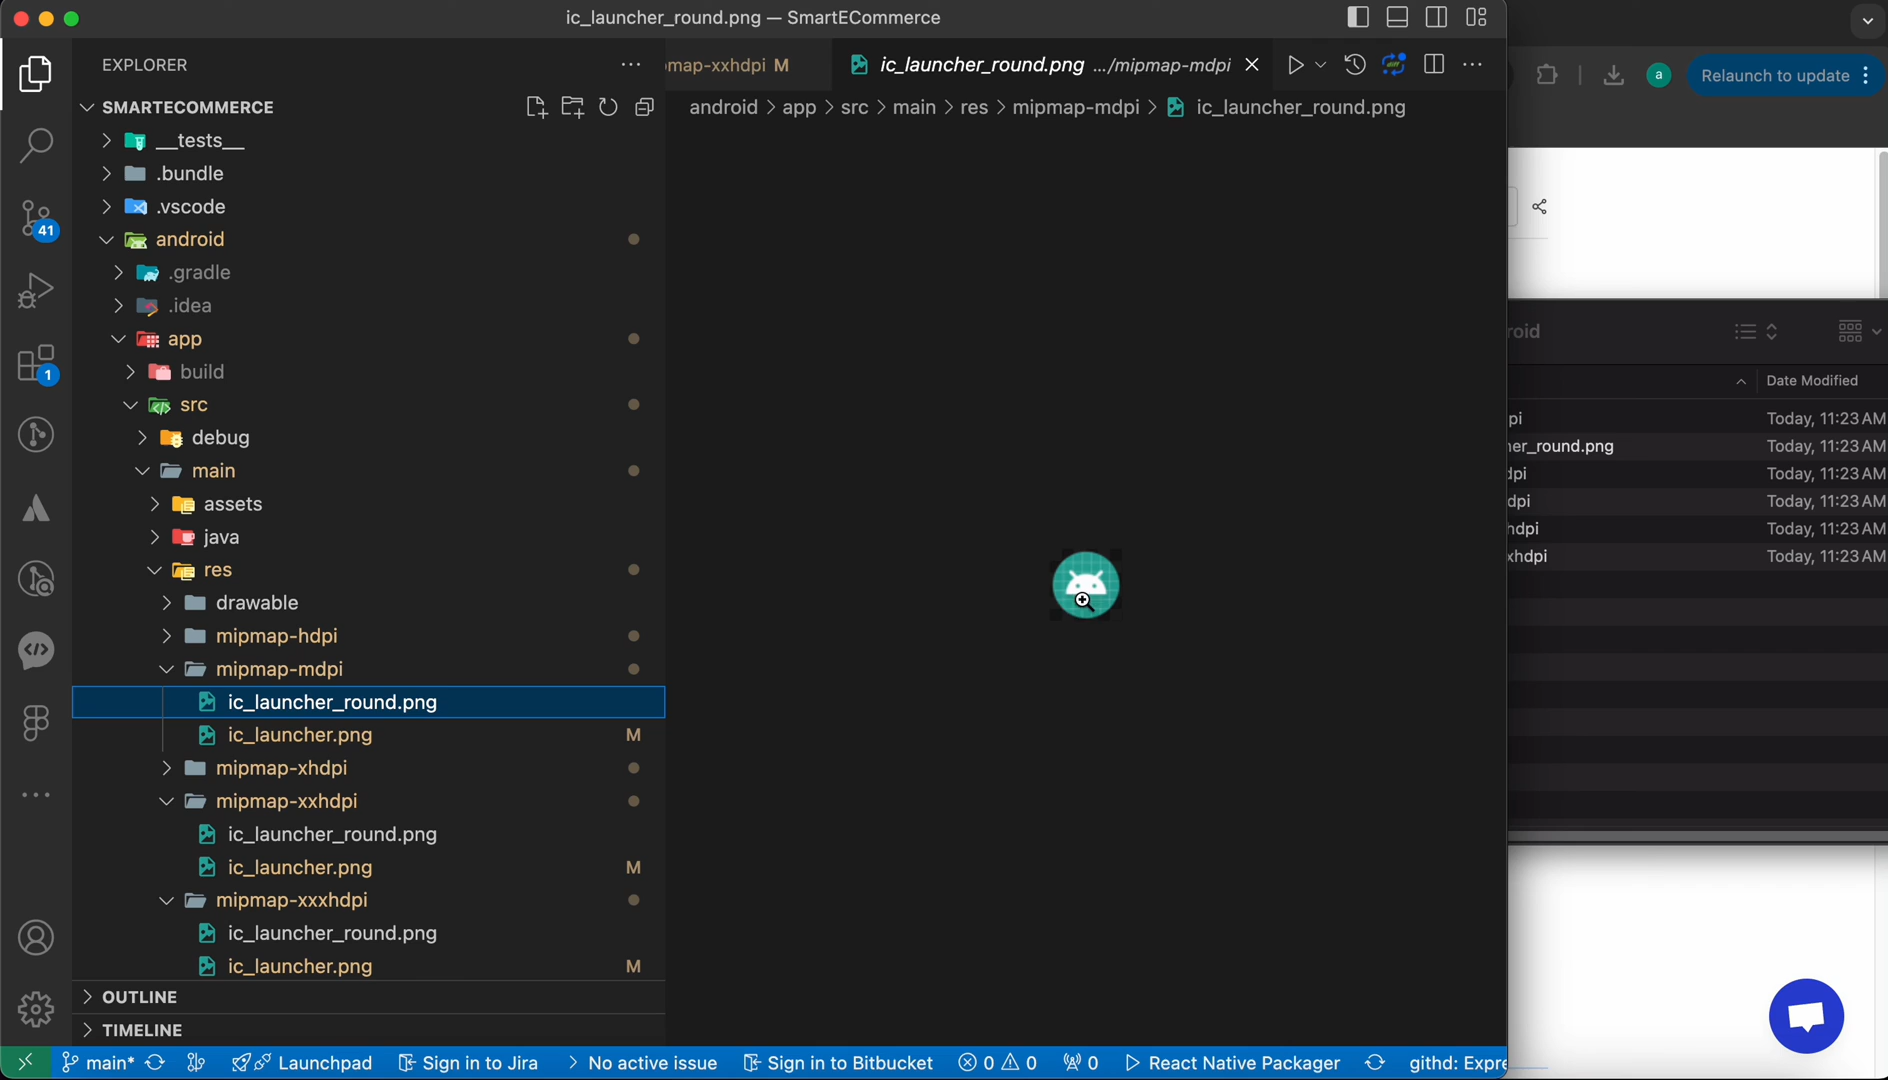 ic_launcher_round.png — SmartECommerce
EXPLORER
map-xxhdpi M
ic_launcher_round.png .../mipmap-mdpi
Relaunch to update
a
SMARTECOMMERCE
android > app > src > main > res > mipmap-mdpi > ic_launcher_round.png
__tests__
.bundle
.vscode
41
android
.gradle
.idea
app
1
build
src
debug
main
assets
java
res
drawable
mipmap-hdpi
mipmap-mdpi
ic_launcher_round.png
ic_launcher.png M
mipmap-xhdpi
mipmap-xxhdpi
ic_launcher_round.png
ic_launcher.png M
mipmap-xxxhdpi
ic_launcher_round.png
ic_launcher.png M
OUTLINE
TIMELINE
roid
Date Modified
pi Today, 11:23 AM
er_round.png Today, 11:23 AM
dpi Today, 11:23 AM
dpi Today, 11:23 AM
hdpi Today, 11:23 AM
xhdpi Today, 11:23 AM
main* Launchpad Sign in to Jira No active issue Sign in to Bitbucket 0 0 0 React Native Packager githd: Expre